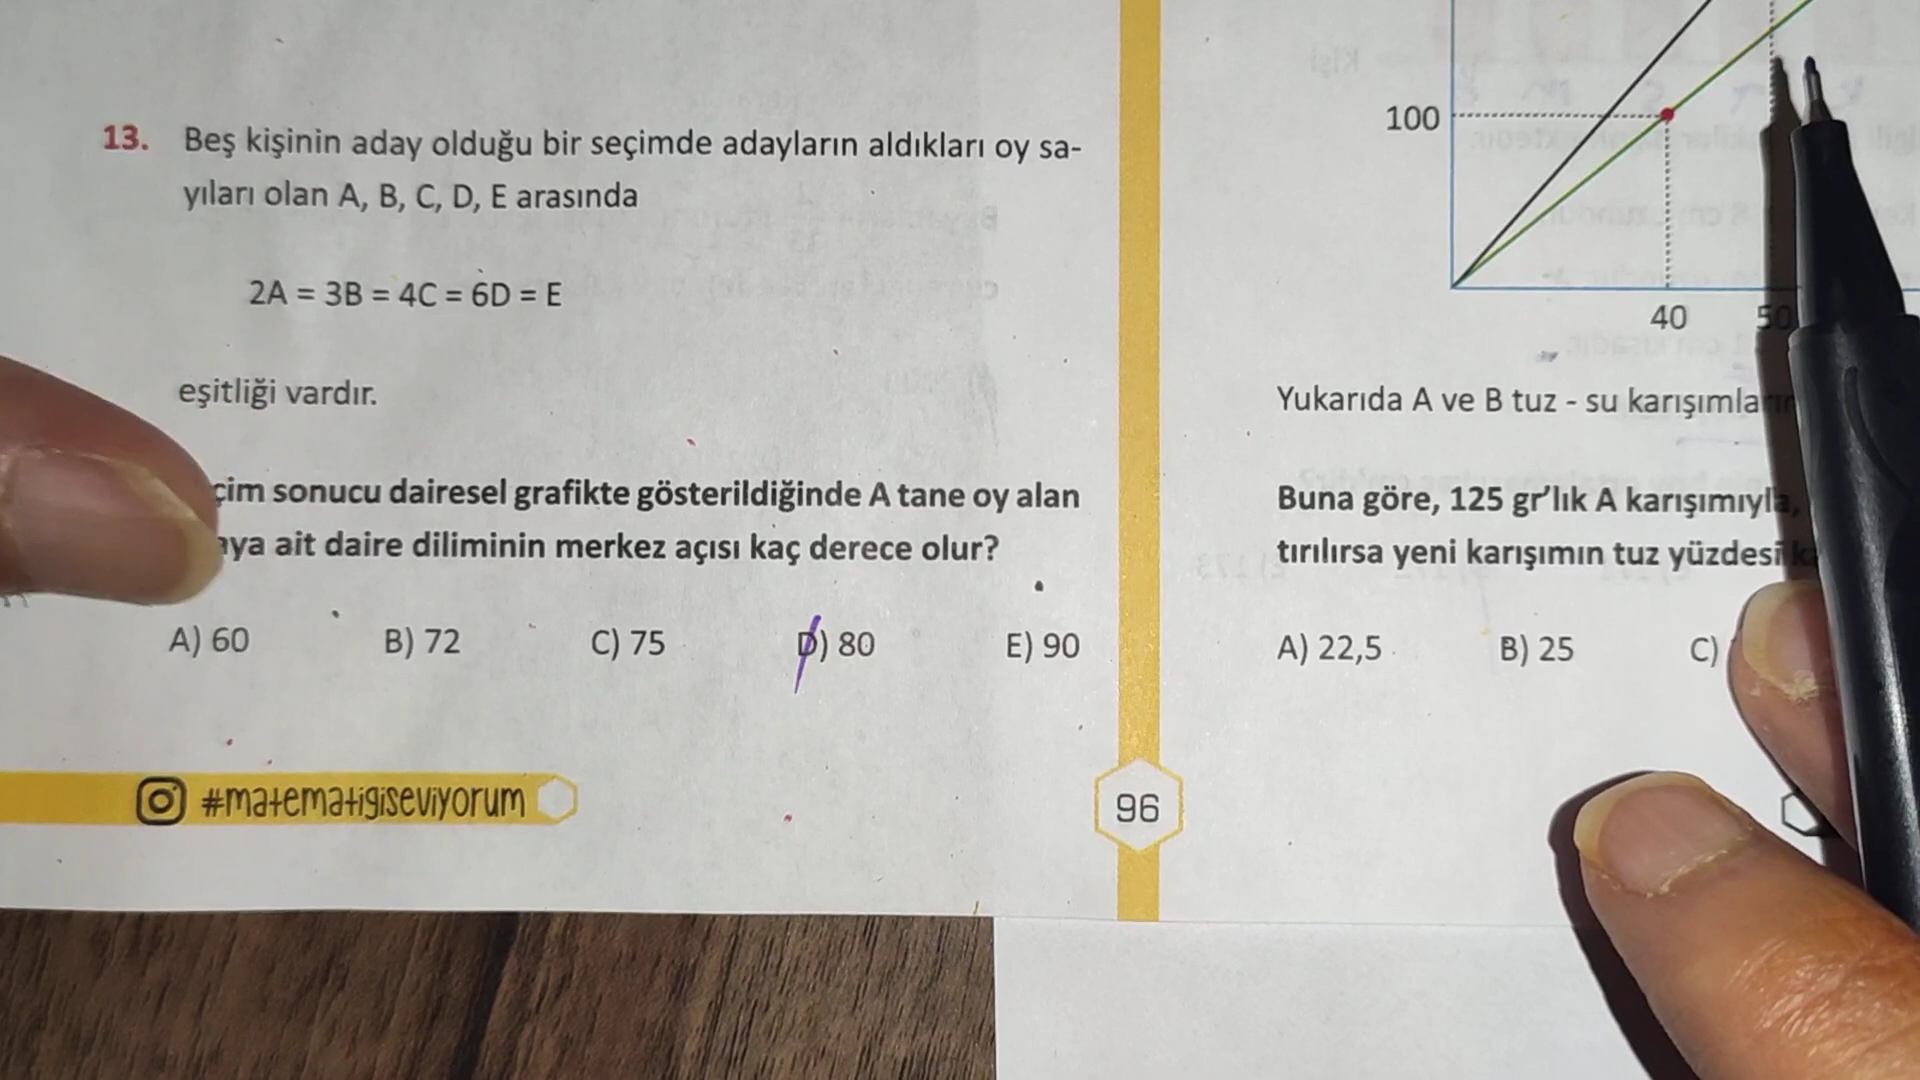 13. Beş kişinin aday olduğu bir seçimde adayların aldıkları oy sa-
yıları olan A, B, C, D, E arasında
2A = 3B = 4C = 6D = E
eşitliği vardır.
çim sonucu dairesel grafikte gösterildiğinde A tane oy alan
aya ait daire diliminin merkez açısı kaç derece olur?
A) 60 B) 72 C) 75 D) 80 E) 90
#matematigiseviyorum
96
100
40 50
Yukarıda A ve B tuz - su karışımların
Buna göre, 125 gr'lık A karışımıyla,
tırılırsa yeni karışımın tuz yüzdesi
A) 22,5 B) 25 C)